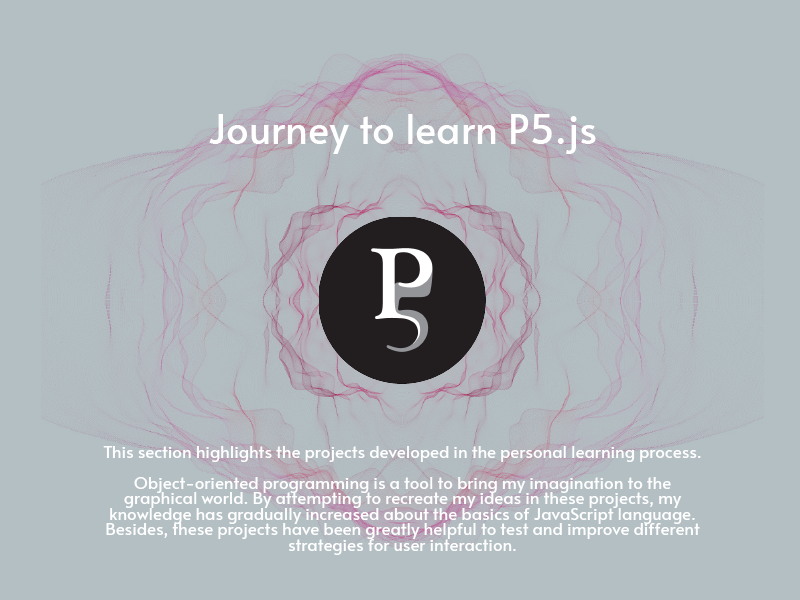 Journey to learn P5.js
P5
This section highlights the projects developed in the personal learning process.
Object-oriented programming is a tool to bring my imagination to the
graphical world. By attempting to recreate my ideas in these projects, my
knowledge has gradually increased about the basics of JavaScript language.
Besides, these projects have been greatly helpful to test and improve different
strategies for user interaction.